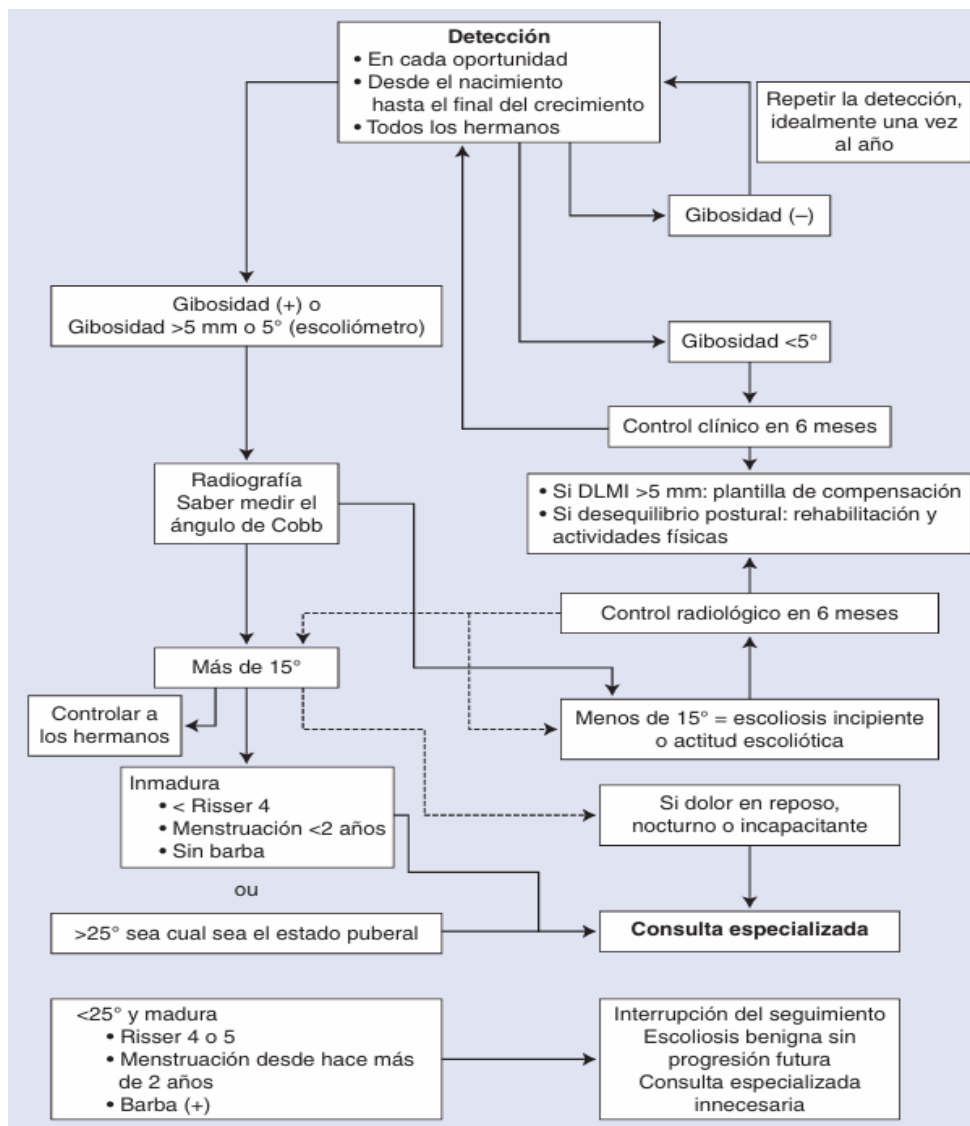 Detección
• En cada oportunidad
• Desde el nacimiento
hasta el final del crecimiento
• Todos los hermanos
Repetir la detección,
idealmente una vez
al año
Gibosidad (–)
Gibosidad (+) o
Gibosidad >5 mm o 5° (escoliómetro)
Gibosidad <5°
Control clínico en 6 meses
Radiografía
Saber medir el
ángulo de Cobb
• Si DLMI >5 mm: plantilla de compensación
• Si desequilibrio postural: rehabilitación y
actividades físicas
Control radiológico en 6 meses
Más de 15°
Controlar a
los hermanos
Menos de 15° = escoliosis incipiente
o actitud escoliótica
Inmadura
• < Risser 4
• Menstruación <2 años
• Sin barba
Si dolor en reposo,
nocturno o incapacitante
ou
>25° sea cual sea el estado puberal
Consulta especializada
<25° y madura
• Risser 4 o 5
• Menstruación desde hace más
de 2 años
• Barba (+)
Interrupción del seguimiento
Escoliosis benigna sin
progresión futura
Consulta especializada
innecesaria